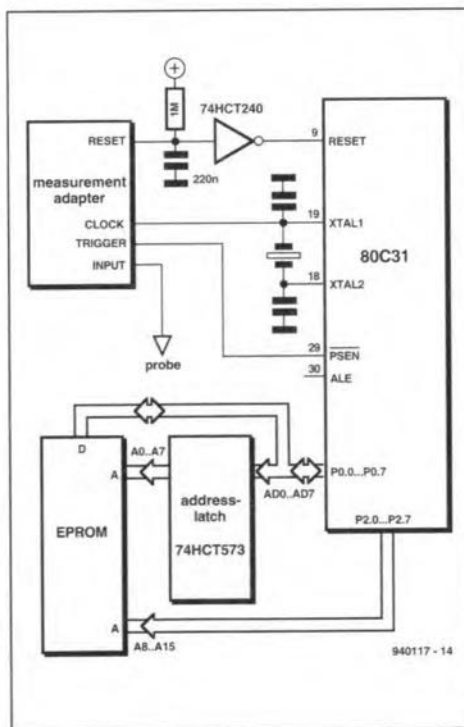 +
1M
74HCT240
RESET
9
RESET
measurement
adapter
220n
CLOCK
19
XTAL1
TRIGGER
80C31
INPUT
18
XTAL2
probe
29
PSEN
30
ALE
D
A0..A7
P0.0...P0.7
A
address-
latch
AD0..AD7
EPROM
74HCT573
P2.0...P2.7
A
A8..A15
940117 - 14